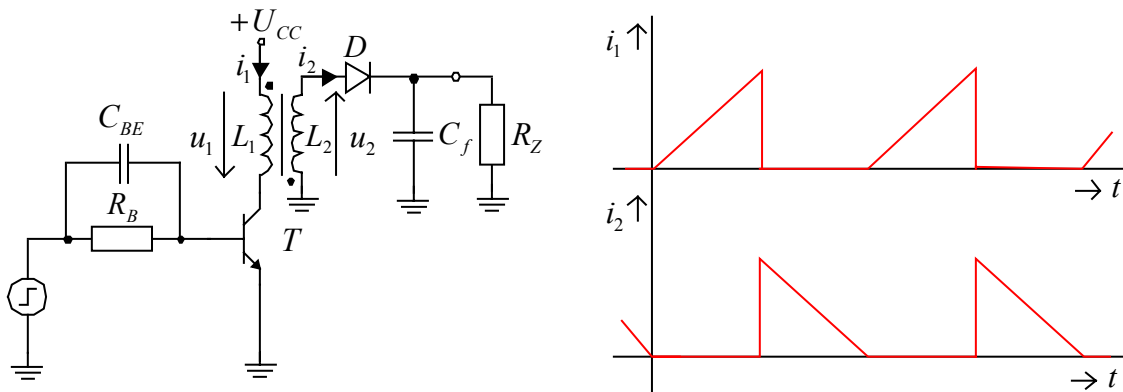 +U_CC
i_1
i_2
D
C_BE
u_1
L_1
L_2
u_2
C_f
R_Z
R_B
T
i_1 ↑
→ t
i_2 ↑
→ t